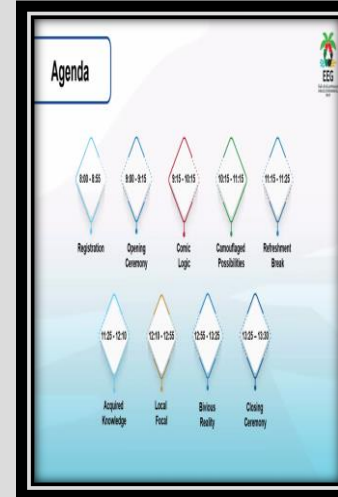 Agenda
EEG
8:00 - 8:55
9:00 - 9:15
9:15 - 10:15
10:15 - 11:15
11:15 - 11:25
Registration
Opening
Ceremony
Comic
Logic
Camouflaged
Possibilities
Refreshment
Break
11:25 - 12:10
12:10 - 12:55
12:55 - 13:25
13:25 - 13:30
Acquired
Knowledge
Local
Focal
Bivious
Reality
Closing
Ceremony